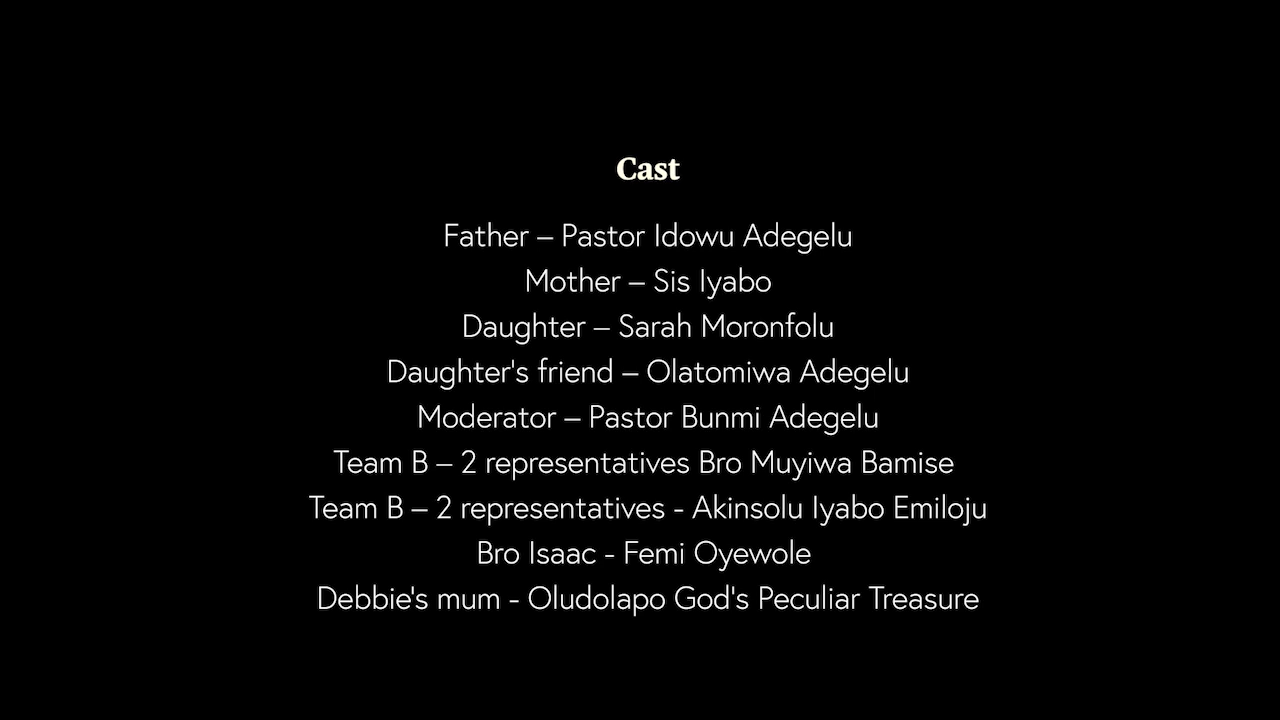 Cast
Father – Pastor Idowu Adegelu
Mother – Sis Iyabo
Daughter – Sarah Moronfolu
Daughter's friend – Olatomiwa Adegelu
Moderator – Pastor Bunmi Adegelu
Team B – 2 representatives Bro Muyiwa Bamise
Team B – 2 representatives - Akinsolu Iyabo Emiloju
Bro Isaac - Femi Oyewole
Debbie's mum - Oludolapo God's Peculiar Treasure